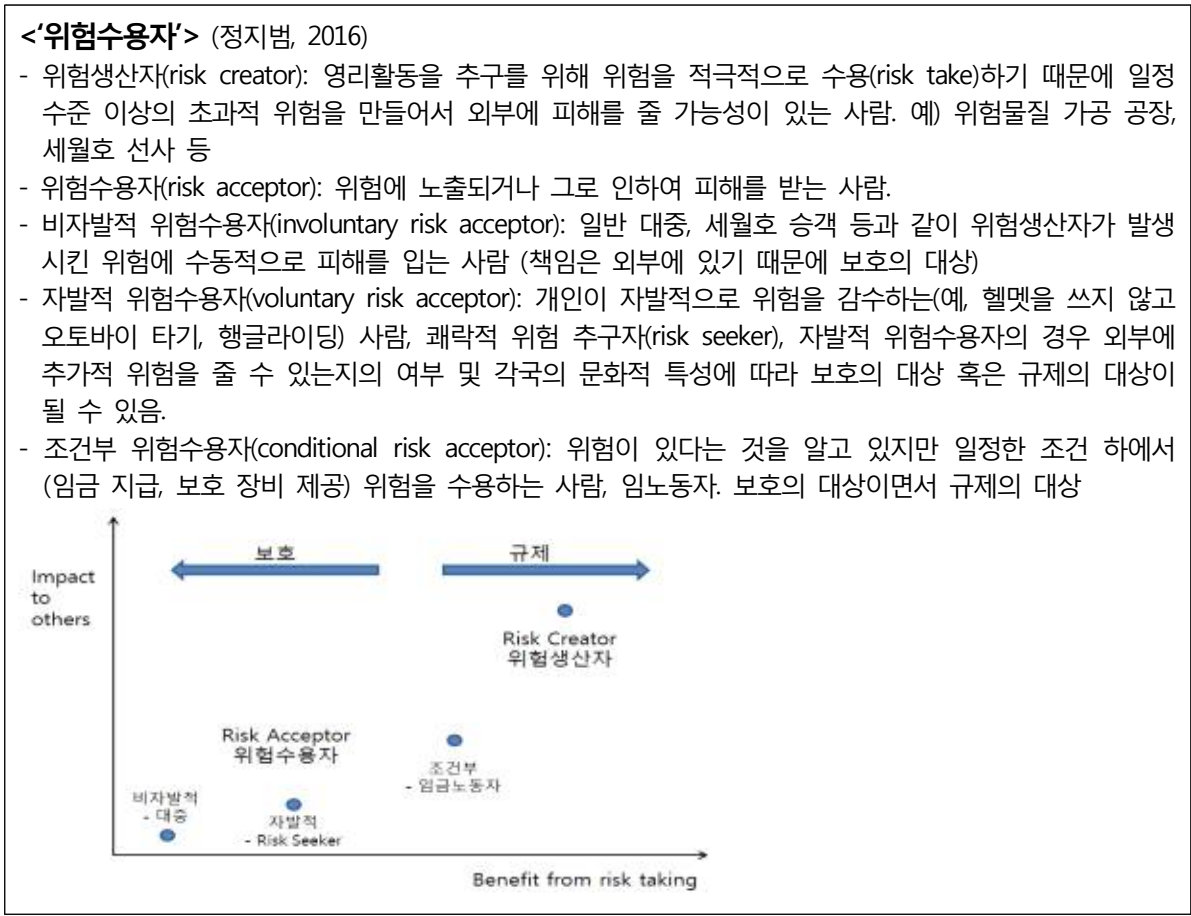 <‘위험수용자’> (정지범, 2016)
- 위험생산자(risk creator): 영리활동을 추구를 위해 위험을 적극적으로 수용(risk take)하기 때문에 일정
수준 이상의 초과적 위험을 만들어서 외부에 피해를 줄 가능성이 있는 사람. 예) 위험물질 가공 공장,
세월호 선사 등
- 위험수용자(risk acceptor): 위험에 노출되거나 그로 인하여 피해를 받는 사람.
- 비자발적 위험수용자(involuntary risk acceptor): 일반 대중, 세월호 승객 등과 같이 위험생산자가 발생
시킨 위험에 수동적으로 피해를 입는 사람 (책임은 외부에 있기 때문에 보호의 대상)
- 자발적 위험수용자(voluntary risk acceptor): 개인이 자발적으로 위험을 감수하는(예, 헬멧을 쓰지 않고
오토바이 타기, 행글라이딩) 사람, 쾌락적 위험 추구자(risk seeker), 자발적 위험수용자의 경우 외부에
추가적 위험을 줄 수 있는지의 여부 및 각국의 문화적 특성에 따라 보호의 대상 혹은 규제의 대상이
될 수 있음.
- 조건부 위험수용자(conditional risk acceptor): 위험이 있다는 것을 알고 있지만 일정한 조건 하에서
(임금 지급, 보호 장비 제공) 위험을 수용하는 사람, 임노동자. 보호의 대상이면서 규제의 대상
보호
규제
Impact
to
others
Risk Creator
위험생산자
Risk Acceptor
위험수용자
조건부
- 임금노동자
비자발적
- 대중
자발적
- Risk Seeker
Benefit from risk taking